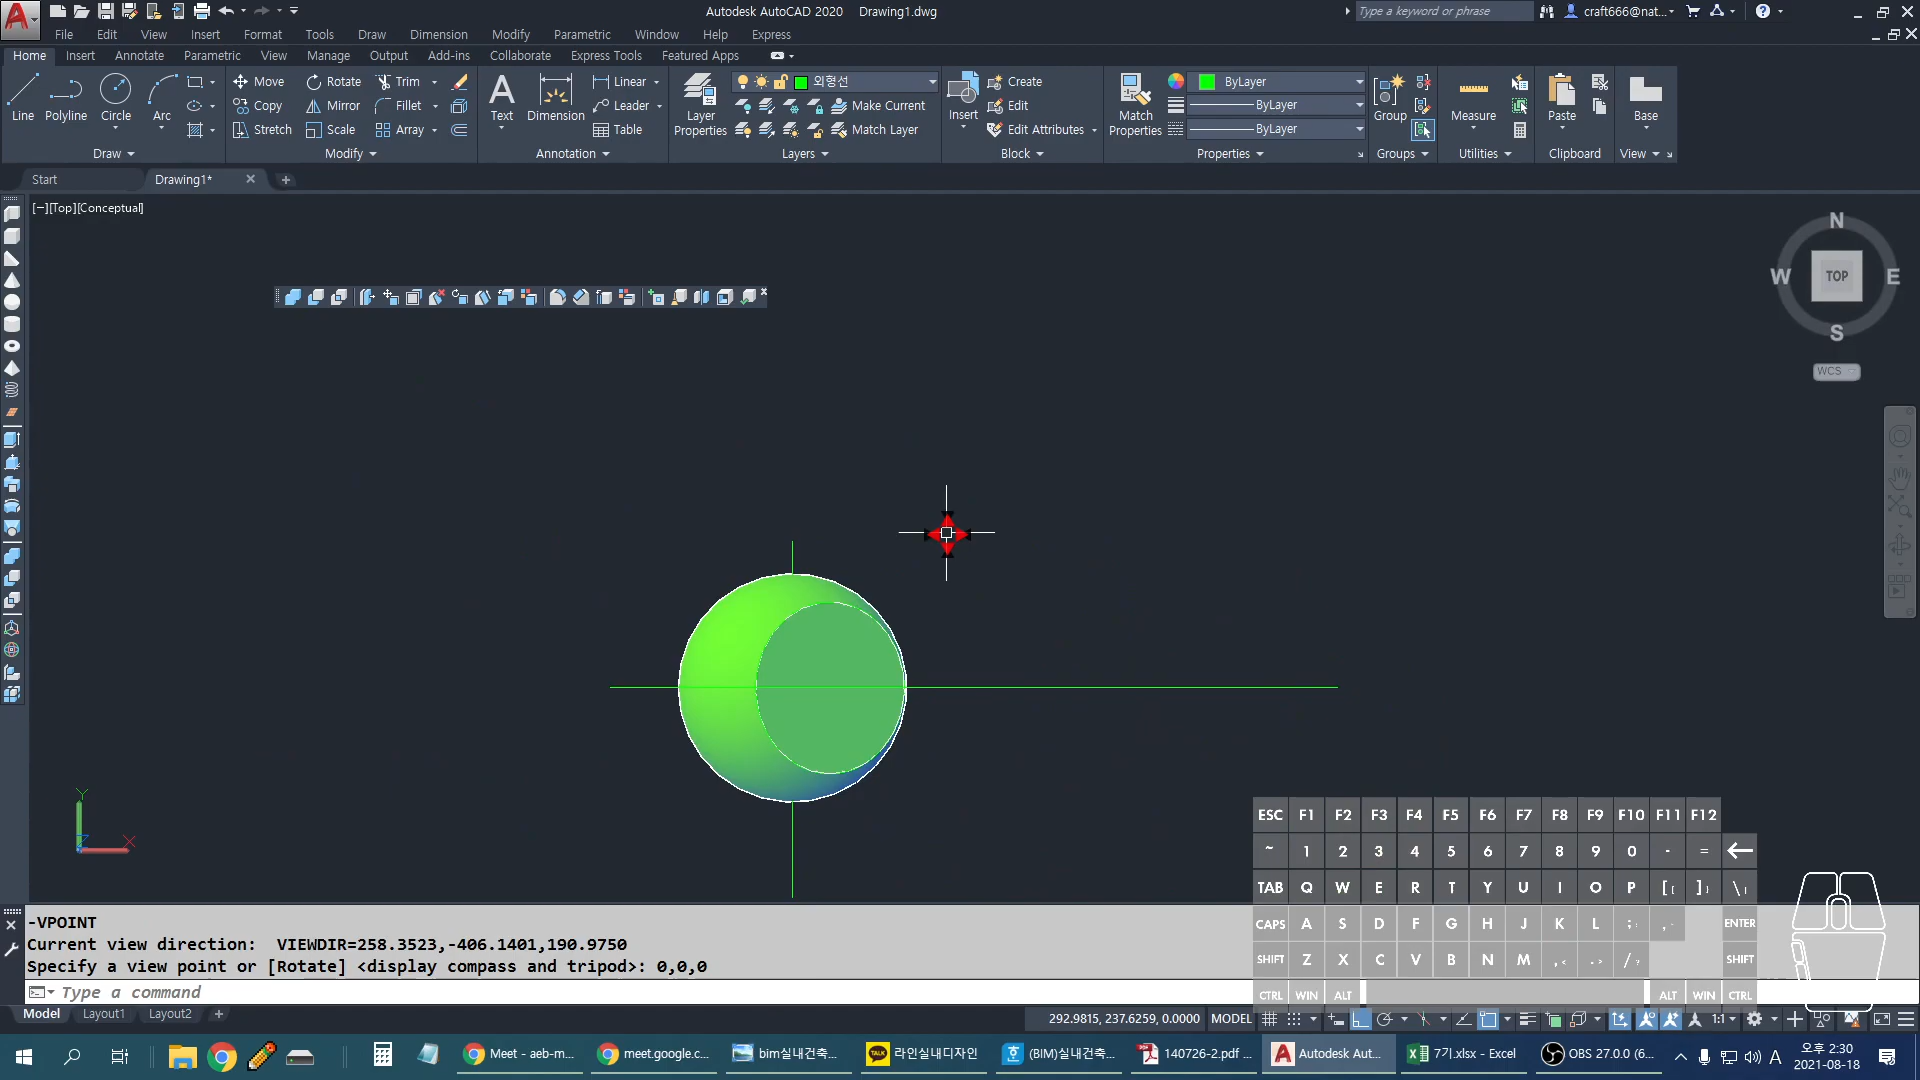 Autodesk AutoCAD 2020 Drawing1.dwg
Type a keyword or phrase
craft666@nat...
File Edit View Insert Format Tools Draw Dimension Modify Parametric Window Help Express
Home Insert Annotate Parametric View Manage Output Add-ins Collaborate Express Tools Featured Apps
Line Polyline Circle Arc
Move Rotate Trim
Copy Mirror Fillet
Stretch Scale Array
Text Dimension
Linear
Leader
Table
Layer Properties
외형선
Make Current
Match Layer
Insert
Create
Edit
Edit Attributes
Match Properties
ByLayer
ByLayer
ByLayer
Group
Measure
Paste
Base
Draw Modify Annotation Layers Block Properties Groups Utilities Clipboard View
Start Drawing1*
[−][Top][Conceptual]
N
W TOP E
S
WCS
Y
Z X
ESC F1 F2 F3 F4 F5 F6 F7 F8 F9 F10 F11 F12
~ 1 2 3 4 5 6 7 8 9 0 - =
TAB Q W E R T Y U I O P [ { ] } \ |
CAPS A S D F G H J K L ; : ENTER
SHIFT Z X C V B N M , < . > / ? SHIFT
CTRL WIN ALT ALT WIN CTRL
-VPOINT
Current view direction: VIEWDIR=258.3523,-406.1401,190.9750
Specify a view point or [Rotate] <display compass and tripod>: 0,0,0
Type a command
Model Layout1 Layout2 +
292.9815, 237.6259, 0.0000 MODEL 1:1
Meet - aeb-m... meet.google.c... bim실내건축... 라인실내디자인 (BIM)실내건축... 140726-2.pdf ... Autodesk Aut... 7기.xlsx - Excel OBS 27.0.0 (6... A 오후 2:30
2021-08-18